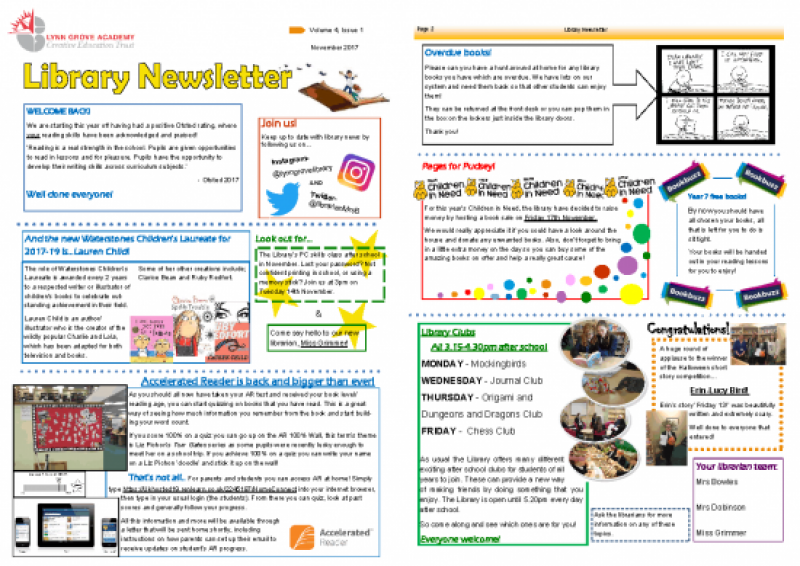 LYNN GROVE ACADEMY
Creative Education Trust
Volume 4, Issue 1
November 2017
Library Newsletter
WELCOME BACK!
We are starting this year off having had a positive Ofsted rating, where
your reading skills have been acknowledged and praised!
'Reading is a real strength in the school. Pupils are given opportunities
to read in lessons and for pleasure. Pupils have the opportunity to
develop their writing skills across curriculum subjects.'
- Ofsted 2017
Well done everyone!
Join us!
Keep up to date with library news by
following us on...
Instagram-
AND
Twitter-
And the new Waterstones Children's Laureate for
2017-19 is.. Lauren Child!
The role of Waterstones Children's
Laureate is awarded every 2 years
to a respected writer or illustrator of
children's books to celebrate out-
standing achievement in their field.
Lauren Child is an author/
illustrator who is the creator of the
wildly popular Charlie and Lola,
which has been adapted for both
television and books.
Some of her other creations include;
Clarice Bean and Ruby Redfort.
Look out for...
The Library's PC skills class after school
in November. Lost your password? Not
confident printing in school, or using a
memory stick? Join us at 3pm on
Tuesday 14th November.
&
Come say hello to our new
librarian, Miss Grimmer!
Accelerated Reader is back and bigger than ever!
As you should all now have taken your AR test and received your book level/
reading age, you can start quizzing on books that you have read. This is a great
way of seeing how much information you remember from the book and start build-
ing your word count.
If you score 100% on a quiz you can go on the AR 100% Wall, this term's theme
is Liz Pichon's Tom Gates series as some pupils were recently lucky enough to
meet her on a school trip. If you achieve 100% on a quiz you can write your name
on a Liz Pichon 'doodle' and stick it up on the wall!
That's not all.. For parents and students you can access AR at home! Simply
type into your internet browser,
then type in your usual login (the students). From there you can quiz, look at past
scores and generally follow your progress.
All this information and more will be available through
a letter that will be sent home shortly, including
instructions on how parents can set up their email to
receive updates on student's AR progress.
Accelerated
Reader
Page 2
Library Newsletter
Overdue books!
Please can you have a hunt around at home for any library
books you have which are overdue. We have lists on our
system and need them back so that other students can enjoy
them!
They can be returned at the front desk or you can pop them in
the box on the lockers just inside the library doors.
Thank you!
Pages for Pudsey!
Children in Need
Children in Need
Children in Need
Children in Need
Children in Need
For this year's Children in Need, the library have decided to raise
money by hosting a book sale on Friday 17th November.
We would really appreciate it if you could have a look around the
house and donate any unwanted books. Also, don't forget to bring
in a little extra money on the day so you can buy some of the
amazing books on offer and help a really great cause!
Bookbuzz
Bookbuzz
Year 7 free books!
By now you should have
all chosen your books, all
that is left for you to do is
sit tight.
Your books will be handed
out in your reading lessons
for you to enjoy!
Bookbuzz
Bookbuzz
Library Clubs
All 3.15-4.30pm after school
MONDAY - Mockingbirds
WEDNESDAY - Journal Club
THURSDAY - Origami and
Dungeons and Dragons Club
FRIDAY - Chess Club
As usual the Library offers many different
exciting after school clubs for students of all
years to join. These can provide a new way
of making friends by doing something that you
enjoy. The Library is open until 5.20pm every day
after school.
So come along and see which ones are for you!
Everyone welcome!
Congratulations!
A huge round of
applause to the winner
of the Halloween short
story competition...
Erin-Lucy Bird!
Erin's story 'Friday 13th' was beautifully
written and extremely scary.
Well done to everyone that
entered!
Ask the librarians for more
information on any of these
topics.
Your librarian team:
Mrs Bowles
Mrs Dobinson
Miss Grimmer